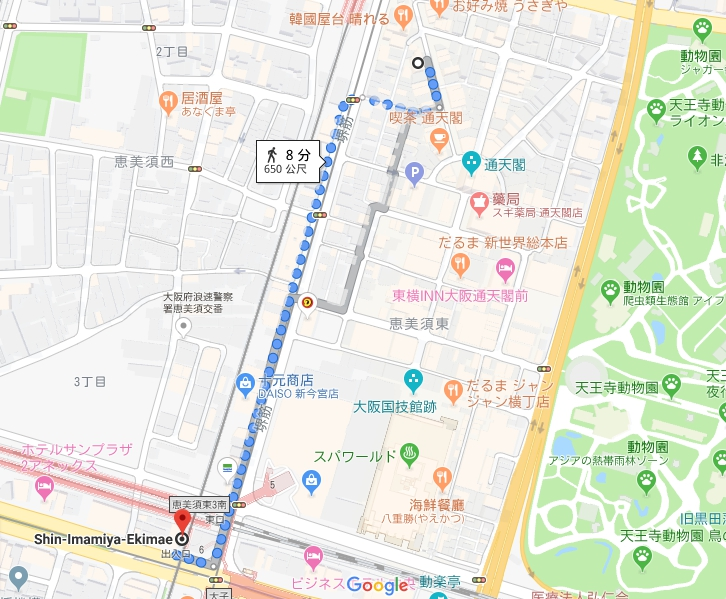 韓國屋台 晴れる
お好み焼 うさぎや
2丁目
動物園
ジャガー
居酒屋
あなくま亭
天王寺動
ライオン
喫茶 通天閣
堺筋
8 分
650 公尺
恵美須西
通天閣
P
藥局
スギ薬局 通天閣店
だるま 新世界総本店
東横INN大阪通天閣前
動物園
爬虫類生態館 アイフ
大阪府浪速警察
署恵美須交番
恵美須東
3丁目
十元商店
DAISO 新今宮店
大阪国技館跡
だるま ジャン
ジャン横丁店
天王寺動物園
天王
夜行
堺筋
スパワールド
動物園
アジアの熱帯雨林ゾーン
ホテルサンプラザ
2アネックス
5
海鮮餐廳
八重勝(やえかつ)
恵美須東3南
東口
旧黒田
天王寺動物園 鳥の
Shin-Imamiya-Ekimae
出入口
6
ビジネス
Google
動楽亭
太子
医療法人弘仁会